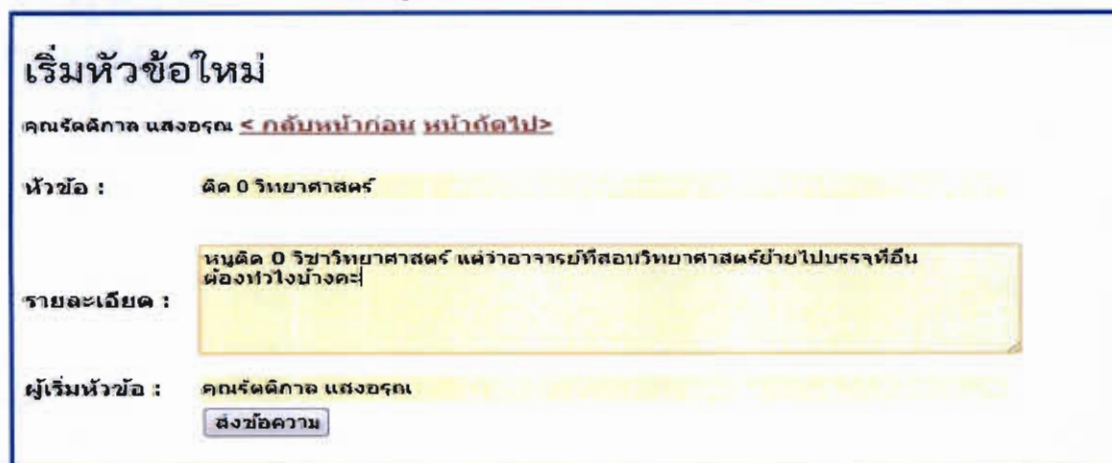 เริ่มหัวข้อใหม่
คุณรัตติกาล แสงอรุณ < กลับหน้าก่อน หน้าถัดไป>
หัวข้อ : ติด 0 วิทยาศาสตร์
หนูติด 0 วิชาวิทยาศาสตร์ แต่ว่าอาจารย์ที่สอนวิทยาศาสตร์ย้ายไปบรรจุที่อื่น
ต้องทำไงบ้างคะ
รายละเอียด :
ผู้เริ่มหัวข้อ : คุณรัตติกาล แสงอรุณ
ส่งข้อความ